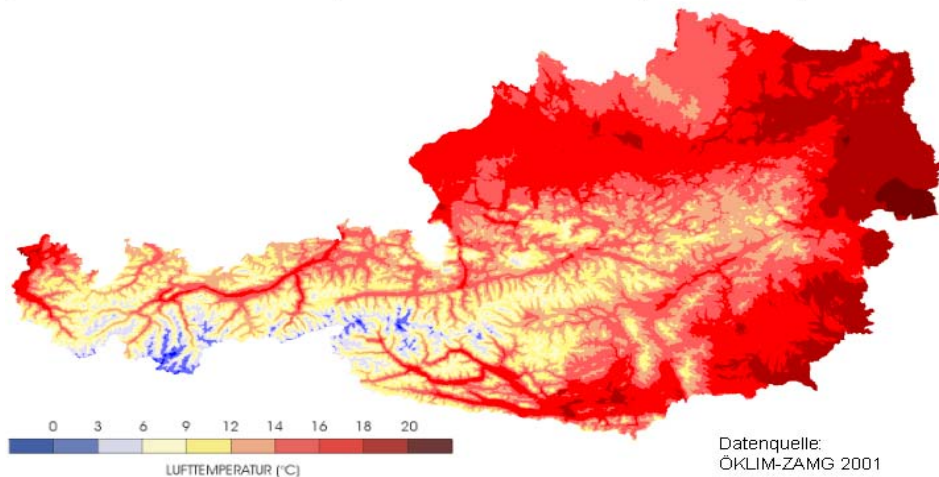 0 3 6 9 12 14 16 18 20
LUFTTEMPERATUR (°C)
Datenquelle:
ÖKLIM-ZAMG 2001